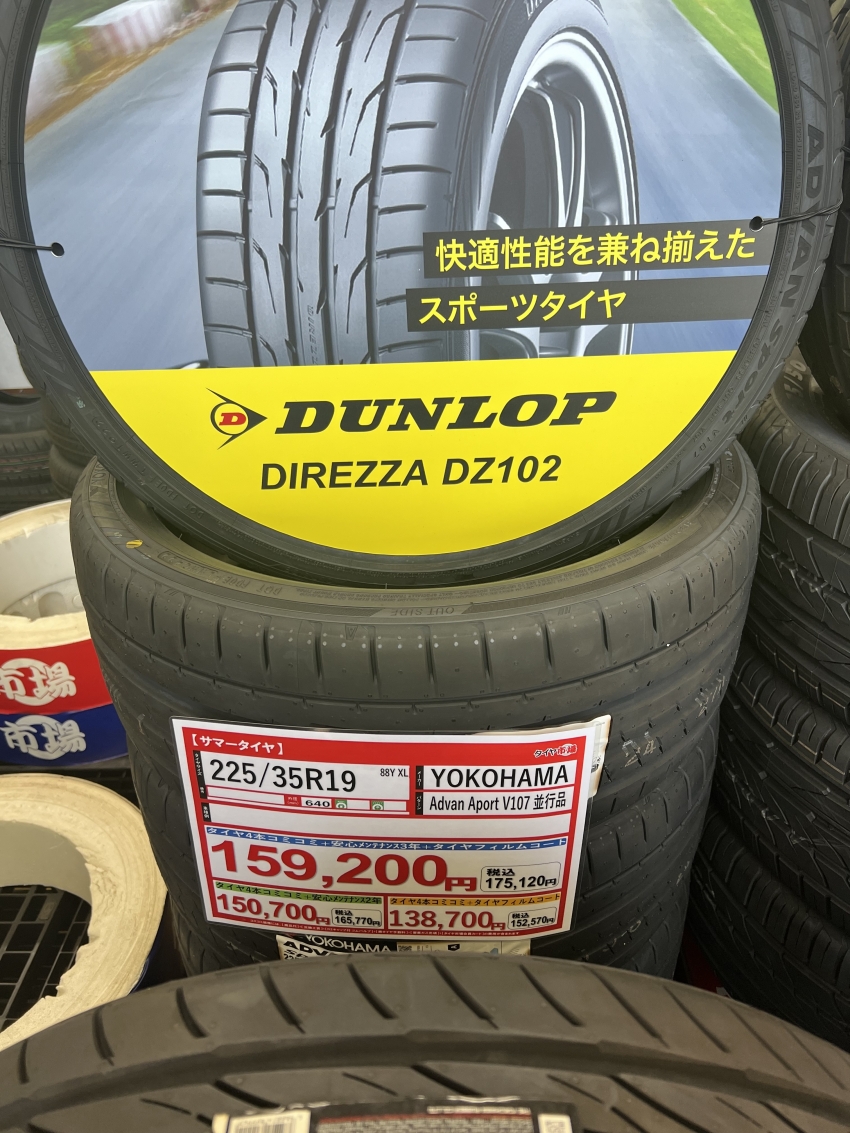 快適性能を兼ね揃えた
スポーツタイヤ
D DUNLOP
DIREZZA DZ102
ADVAN SPORT V107
OUTSIDE
市場
市場
【サマータイヤ】
タイヤ市場
225/35R19 88Y XL
YOKOHAMA
640
Advan Aport V107 並行品
タイヤ4本コミコミ+安心メンテナンス3年+タイヤフィルムコート
159,200円 税込 175,120円
タイヤ4本コミコミ+安心メンテナンス2年
150,700円 税込 165,770円
タイヤ4本コミコミ+タイヤフィルムコート
138,700円 税込 152,570円
YOKOHAMA
24